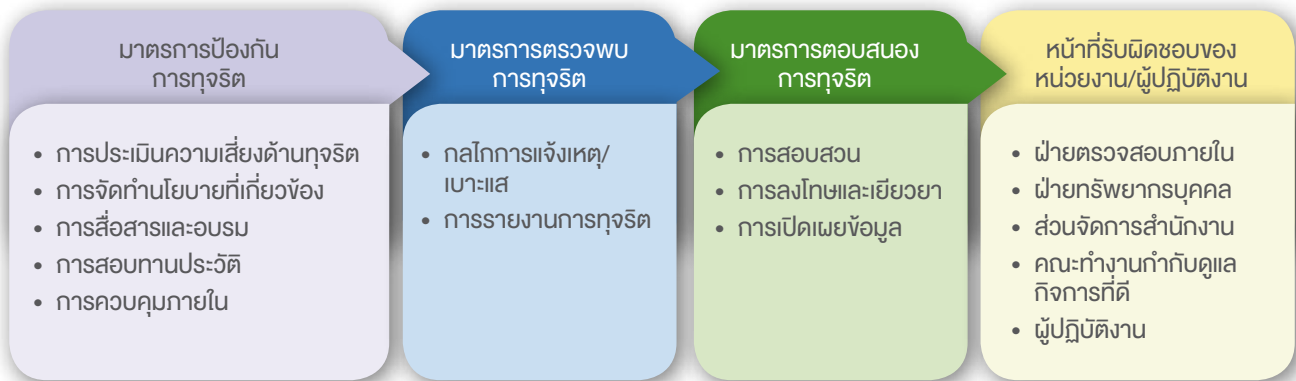 มาตรการป้องกัน
การทุจริต
• การประเมินความเสี่ยงด้านทุจริต
• การจัดทำนโยบายที่เกี่ยวข้อง
• การสื่อสารและอบรม
• การสอบทานประวัติ
• การควบคุมภายใน
มาตรการตรวจพบ
การทุจริต
• กลไกการแจ้งเหตุ/
เบาะแส
• การรายงานการทุจริต
มาตรการตอบสนอง
การทุจริต
• การสอบสวน
• การลงโทษและเยียวยา
• การเปิดเผยข้อมูล
หน้าที่รับผิดชอบของ
หน่วยงาน/ผู้ปฏิบัติงาน
• ฝ่ายตรวจสอบภายใน
• ฝ่ายทรัพยากรบุคคล
• ส่วนจัดการสำนักงาน
• คณะทำงานกำกับดูแล
กิจการที่ดี
• ผู้ปฏิบัติงาน